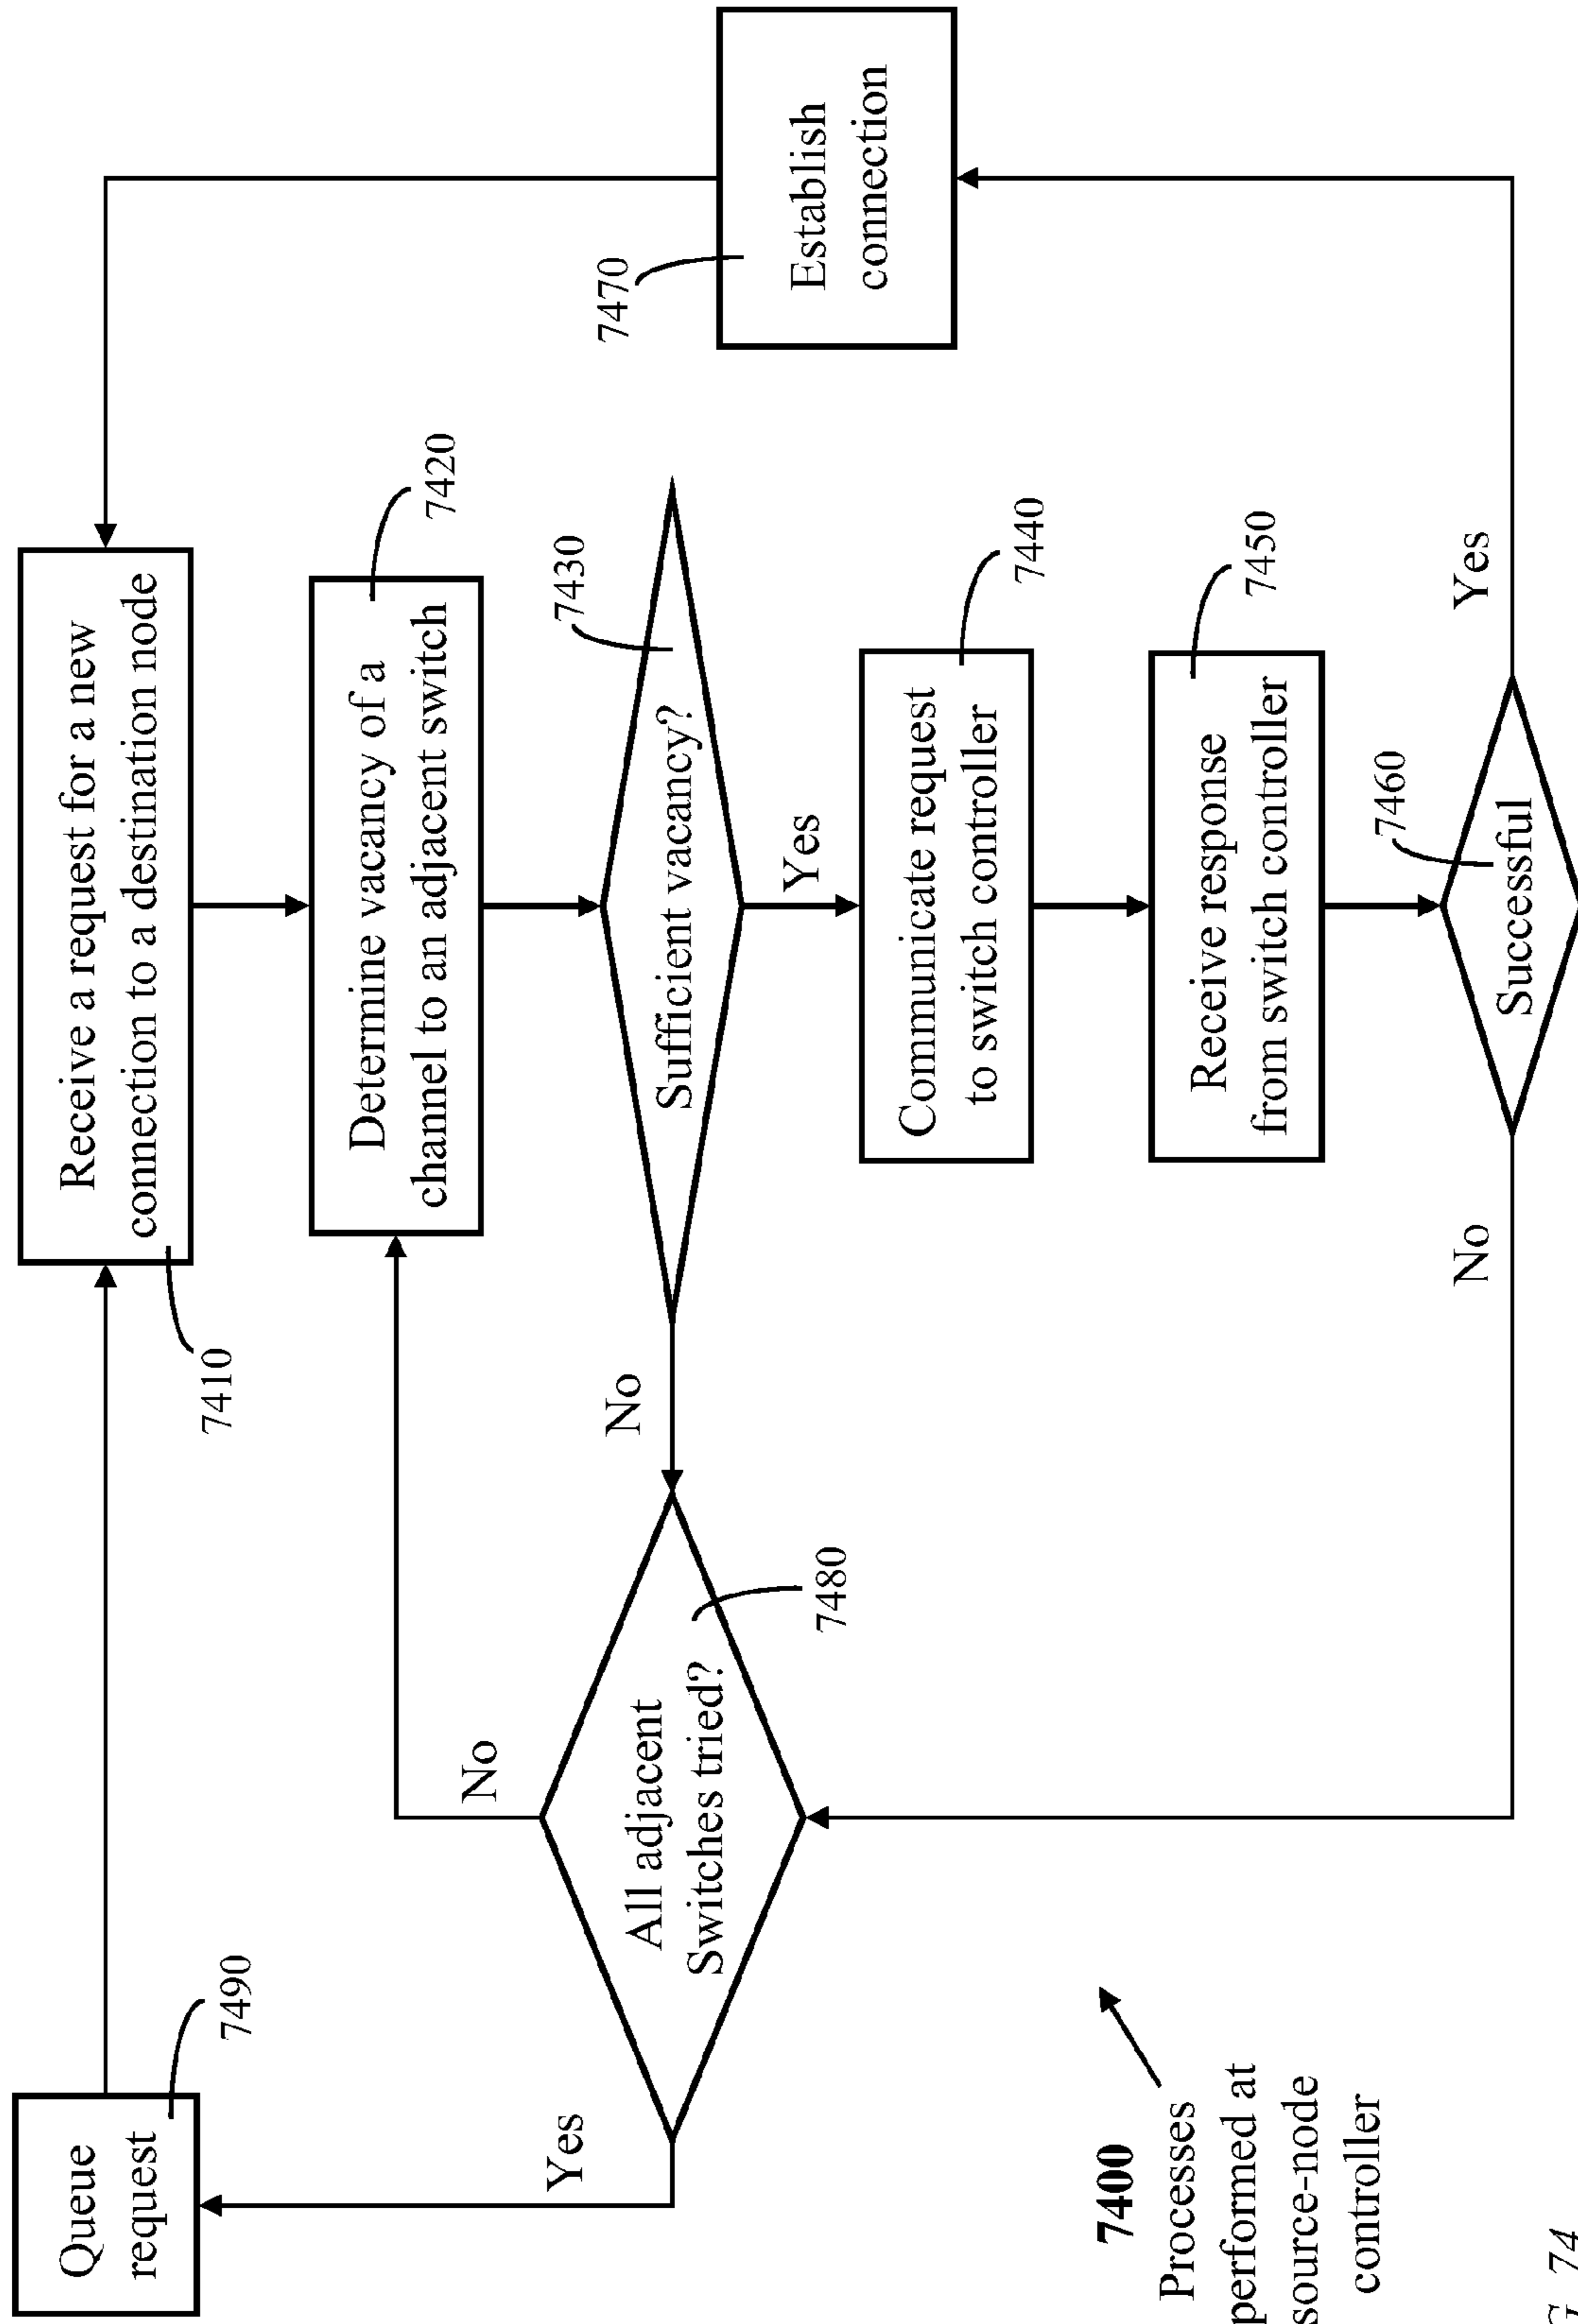 Queue
request
7490
Receive a request for a new
connection to a destination node
7410
Determine vacancy of a
channel to an adjacent switch
7420
Sufficient vacancy?
7430
No
Yes
All adjacent
Switches tried?
7480
No
Yes
Communicate request
to switch controller
7440
Receive response
from switch controller
7450
Successful
7460
No
Yes
Establish
connection
7470
7400
Processes
performed at
source-node
controller
74